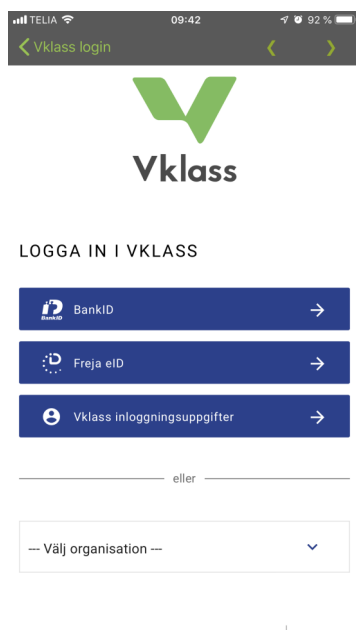 TELIA 09:42 92 %
Vklass login
Vklass
LOGGA IN I VKLASS
BankID BankID
Freja eID
Vklass inloggningsuppgifter
eller
--- Välj organisation ---